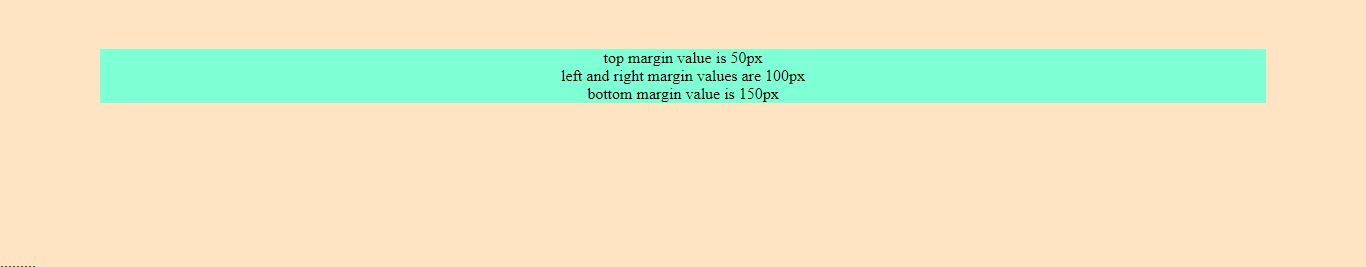 top margin value is 50px
left and right margin values are 100px
bottom margin value is 150px